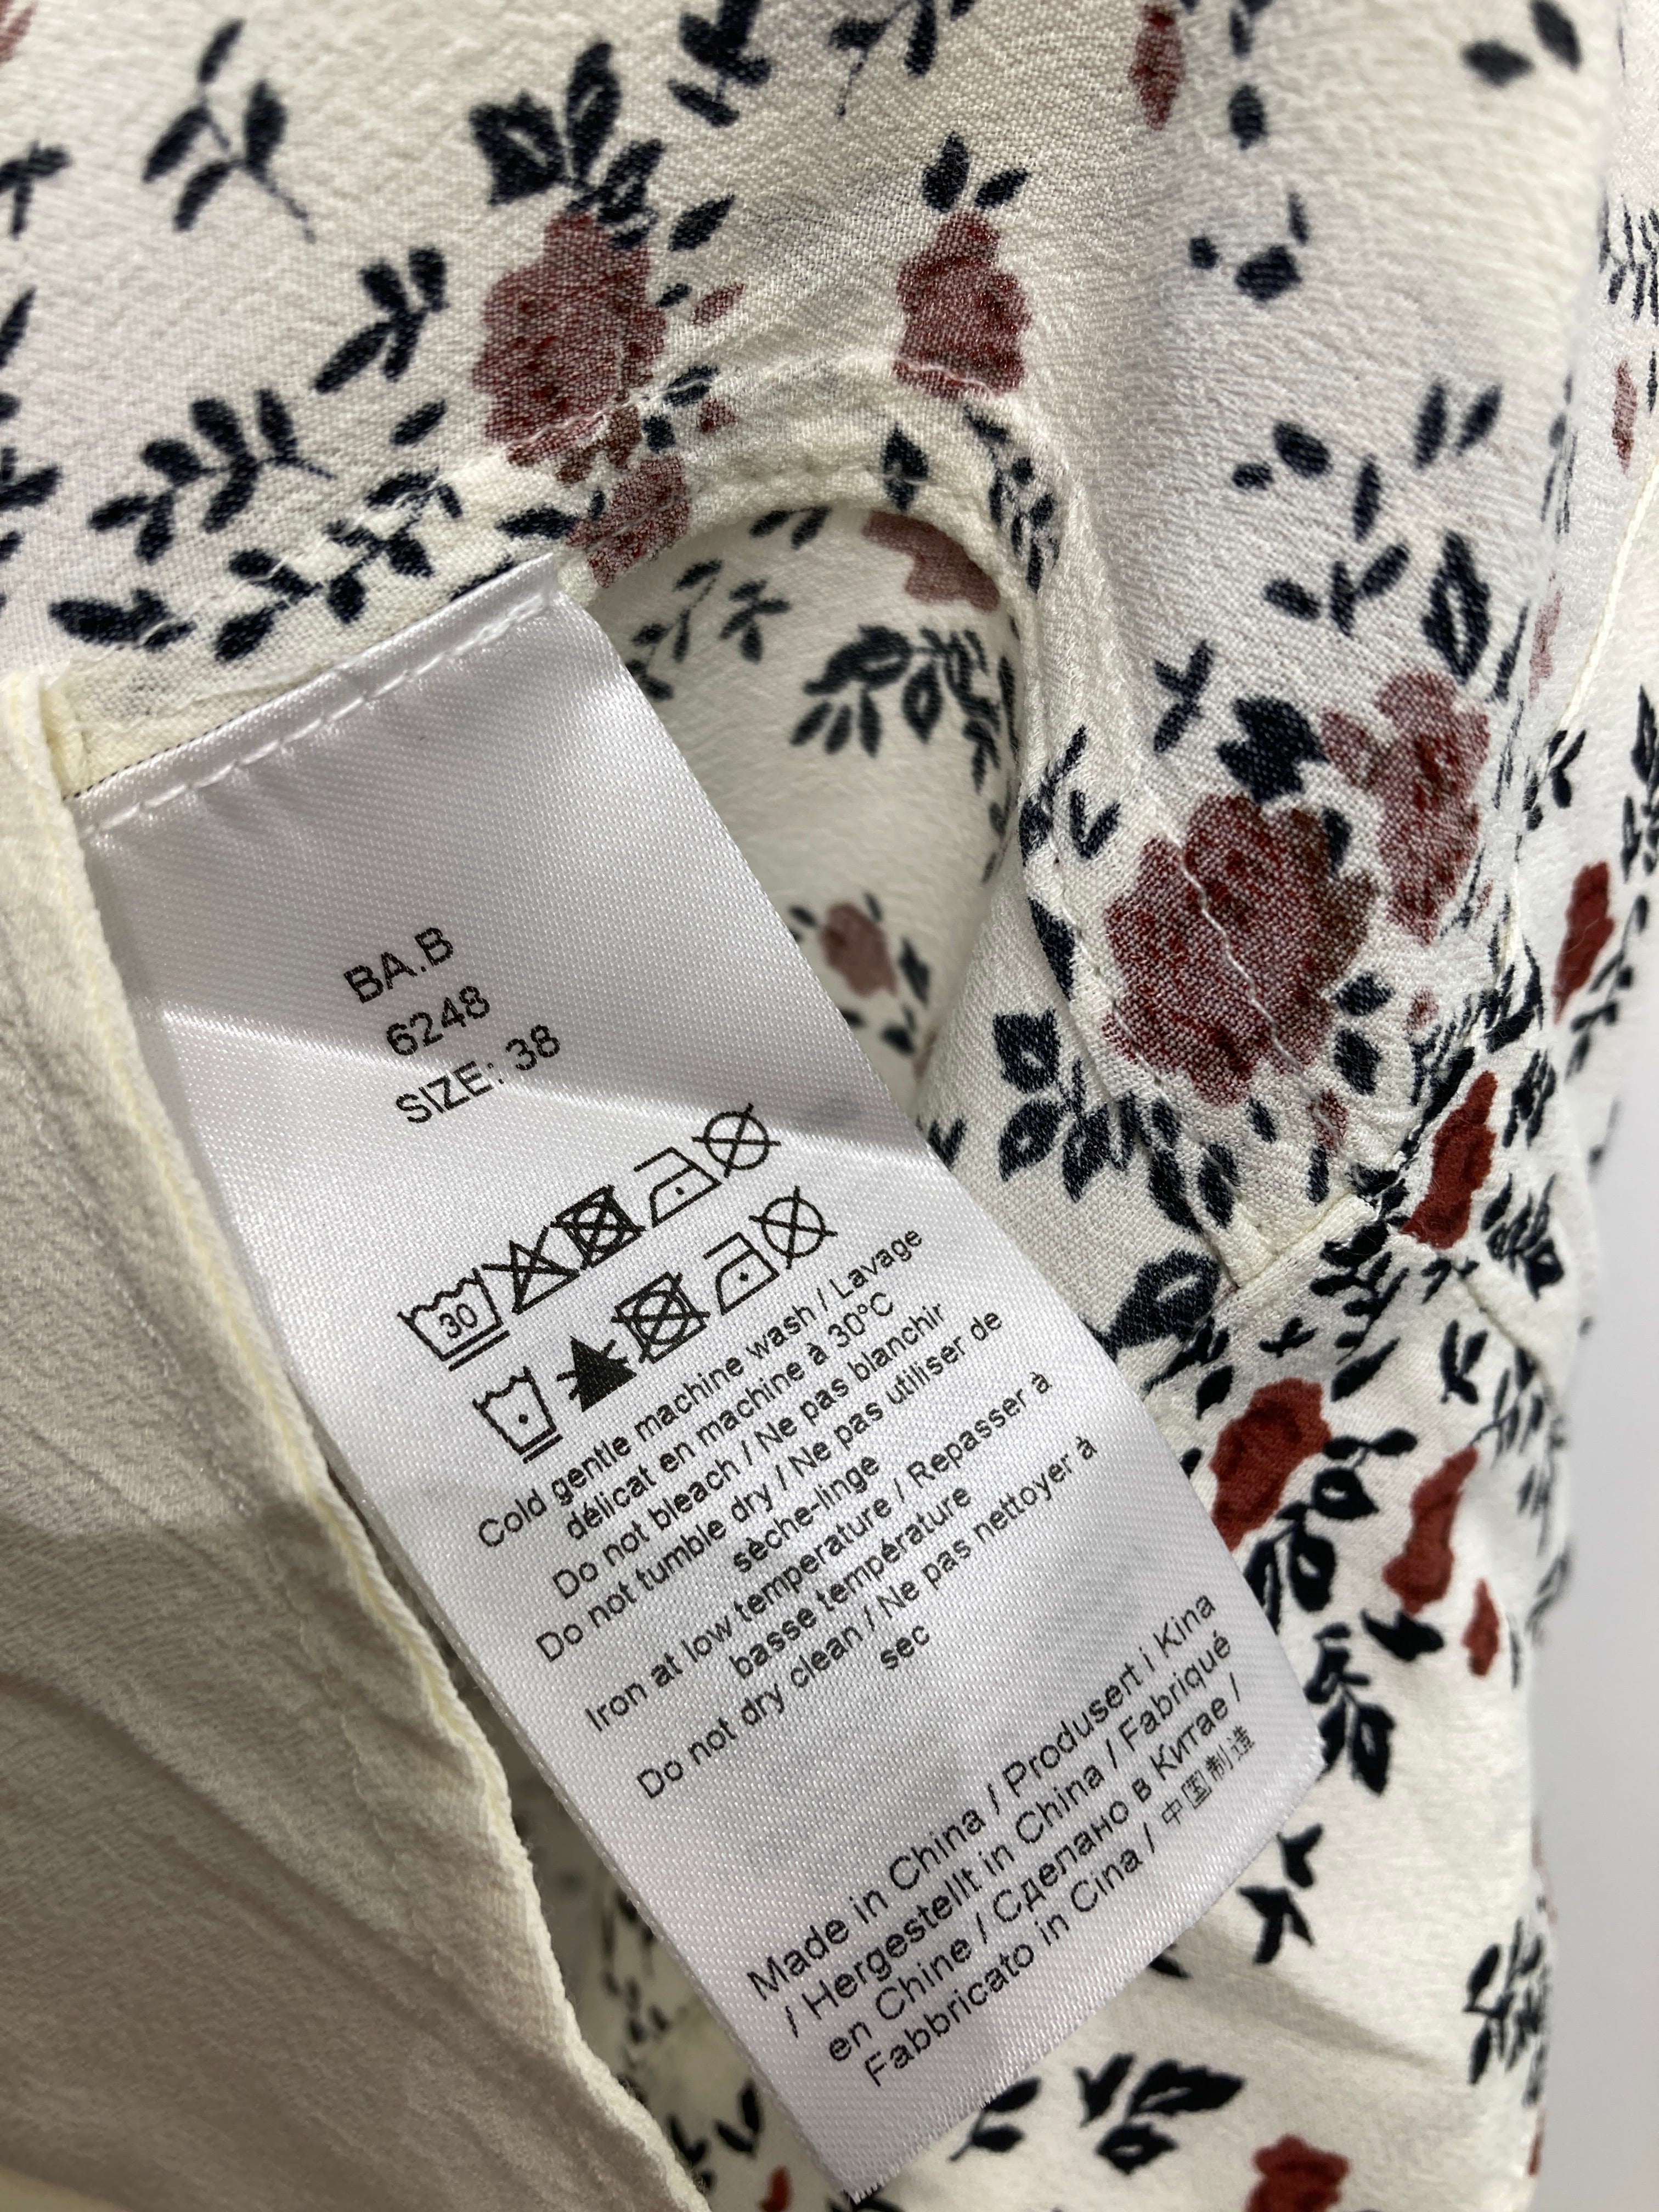 BA.B
6248
SIZE: 38
30
Cold gentle machine wash / Lavage
délicat en machine à 30°C
Do not bleach / Ne pas blanchir
Do not tumble dry / Ne pas utiliser de
sèche-linge
Iron at low temperature / Repasser à
basse température
Do not dry clean / Ne pas nettoyer à
sec
Made in China / Produsert i Kina
/ Hergestellt in China / Fabriqué
en Chine / Сделано в Китае /
Fabbricato in Cina / 中国制造